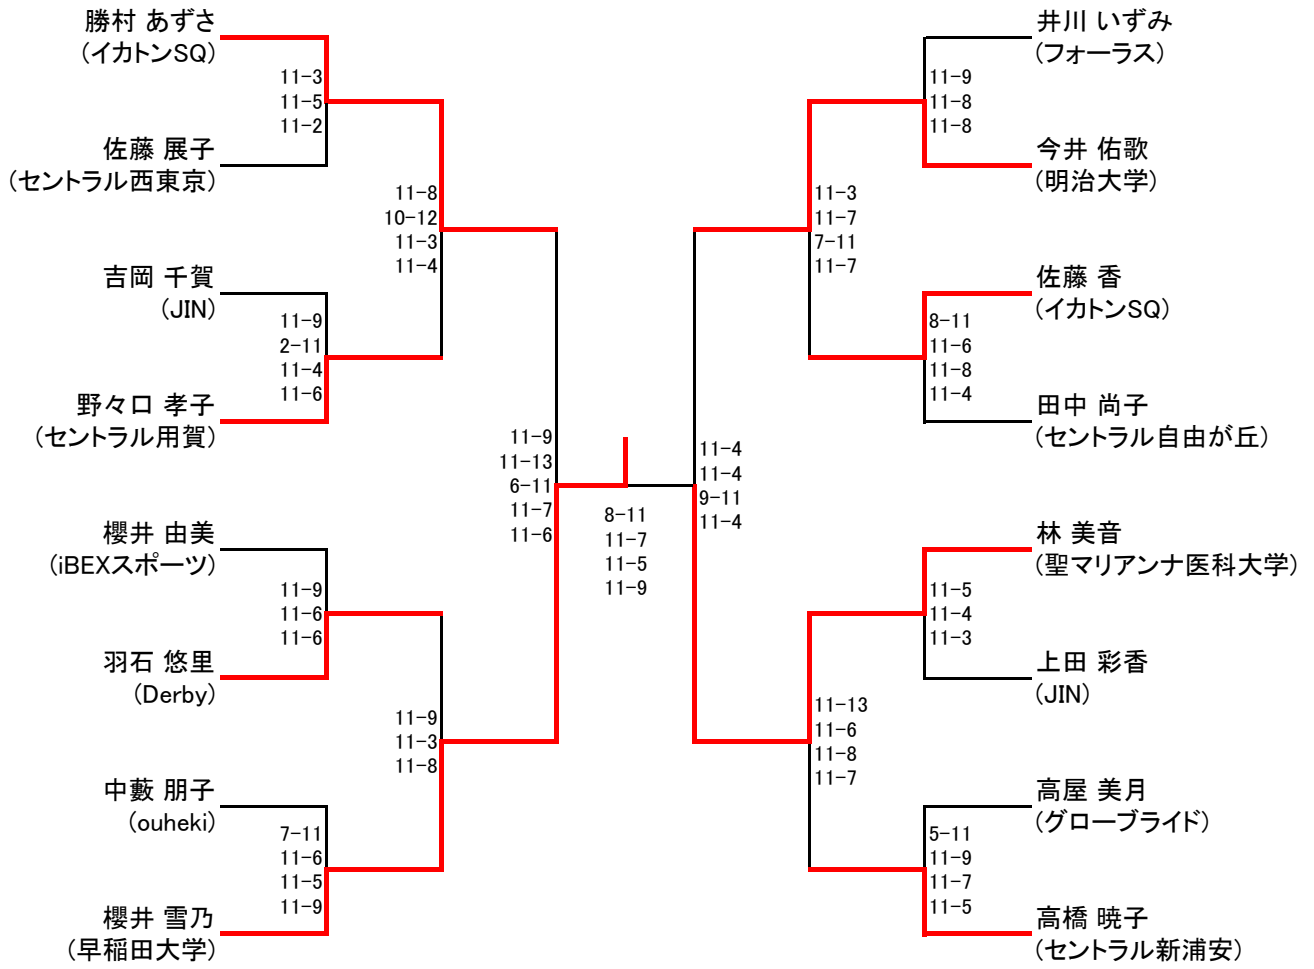 勝村 あずさ
(イカトンSQ)
11-3
11-5
11-2
佐藤 展子
(セントラル西東京)
11-8
10-12
11-3
11-4
吉岡 千賀
(JIN)
11-9
2-11
11-4
11-6
野々口 孝子
(セントラル用賀)
11-9
11-13
6-11
11-7
11-6
櫻井 由美
(iBEXスポーツ)
11-9
11-6
11-6
羽石 悠里
(Derby)
11-9
11-3
11-8
中藪 朋子
(ouheki)
7-11
11-6
11-5
11-9
櫻井 雪乃
(早稲田大学)
8-11
11-7
11-5
11-9
井川 いずみ
(フォーラス)
11-9
11-8
11-8
今井 佑歌
(明治大学)
11-3
11-7
7-11
11-7
佐藤 香
(イカトンSQ)
8-11
11-6
11-8
11-4
田中 尚子
(セントラル自由が丘)
11-4
11-4
9-11
11-4
林 美音
(聖マリアンナ医科大学)
11-5
11-4
11-3
上田 彩香
(JIN)
11-13
11-6
11-8
11-7
高屋 美月
(グローブライド)
5-11
11-9
11-7
11-5
高橋 暁子
(セントラル新浦安)